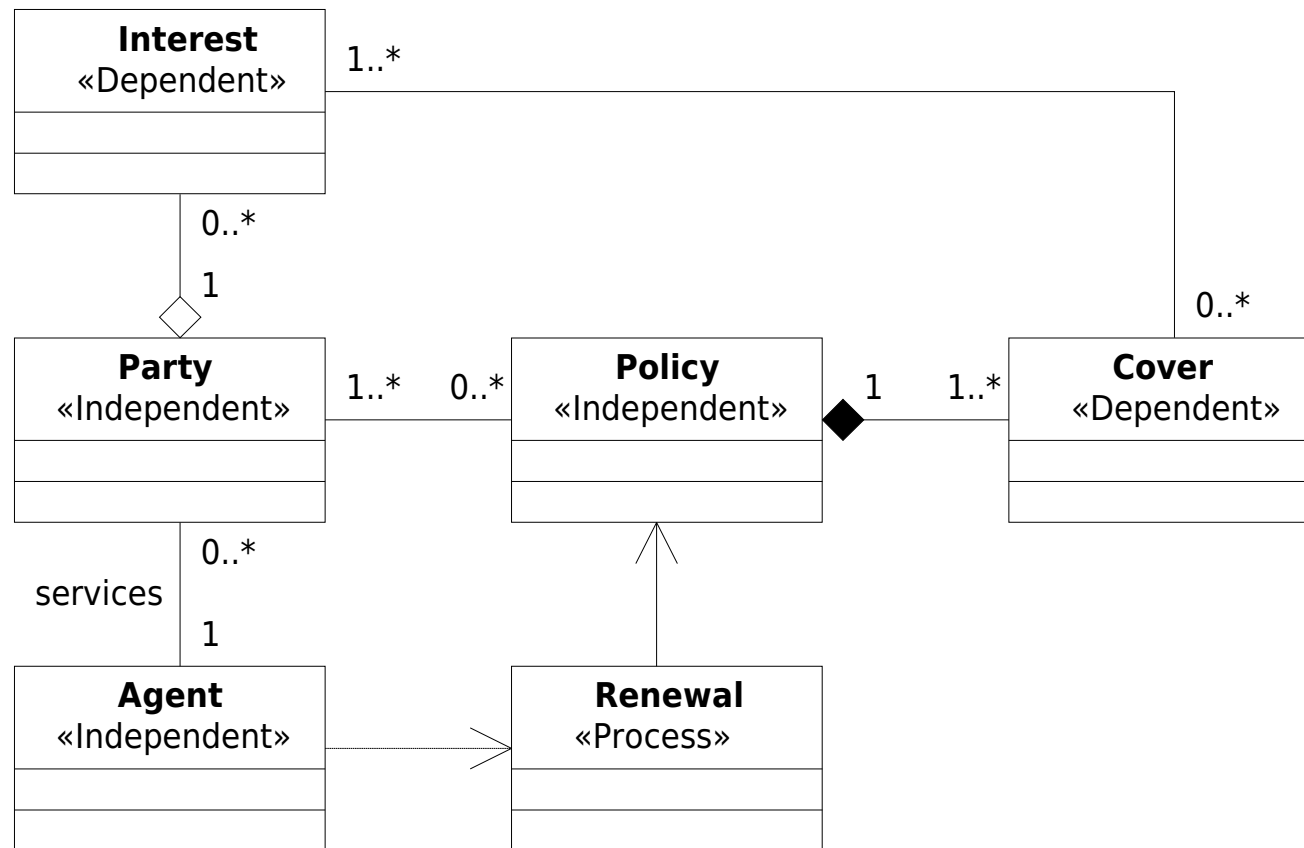 Interest
«Dependent»
1..*
0..*
1
0..*
Party
«Independent»
1..*
0..*
Policy
«Independent»
1
1..*
Cover
«Dependent»
0..*
services
1
Agent
«Independent»
Renewal
«Process»